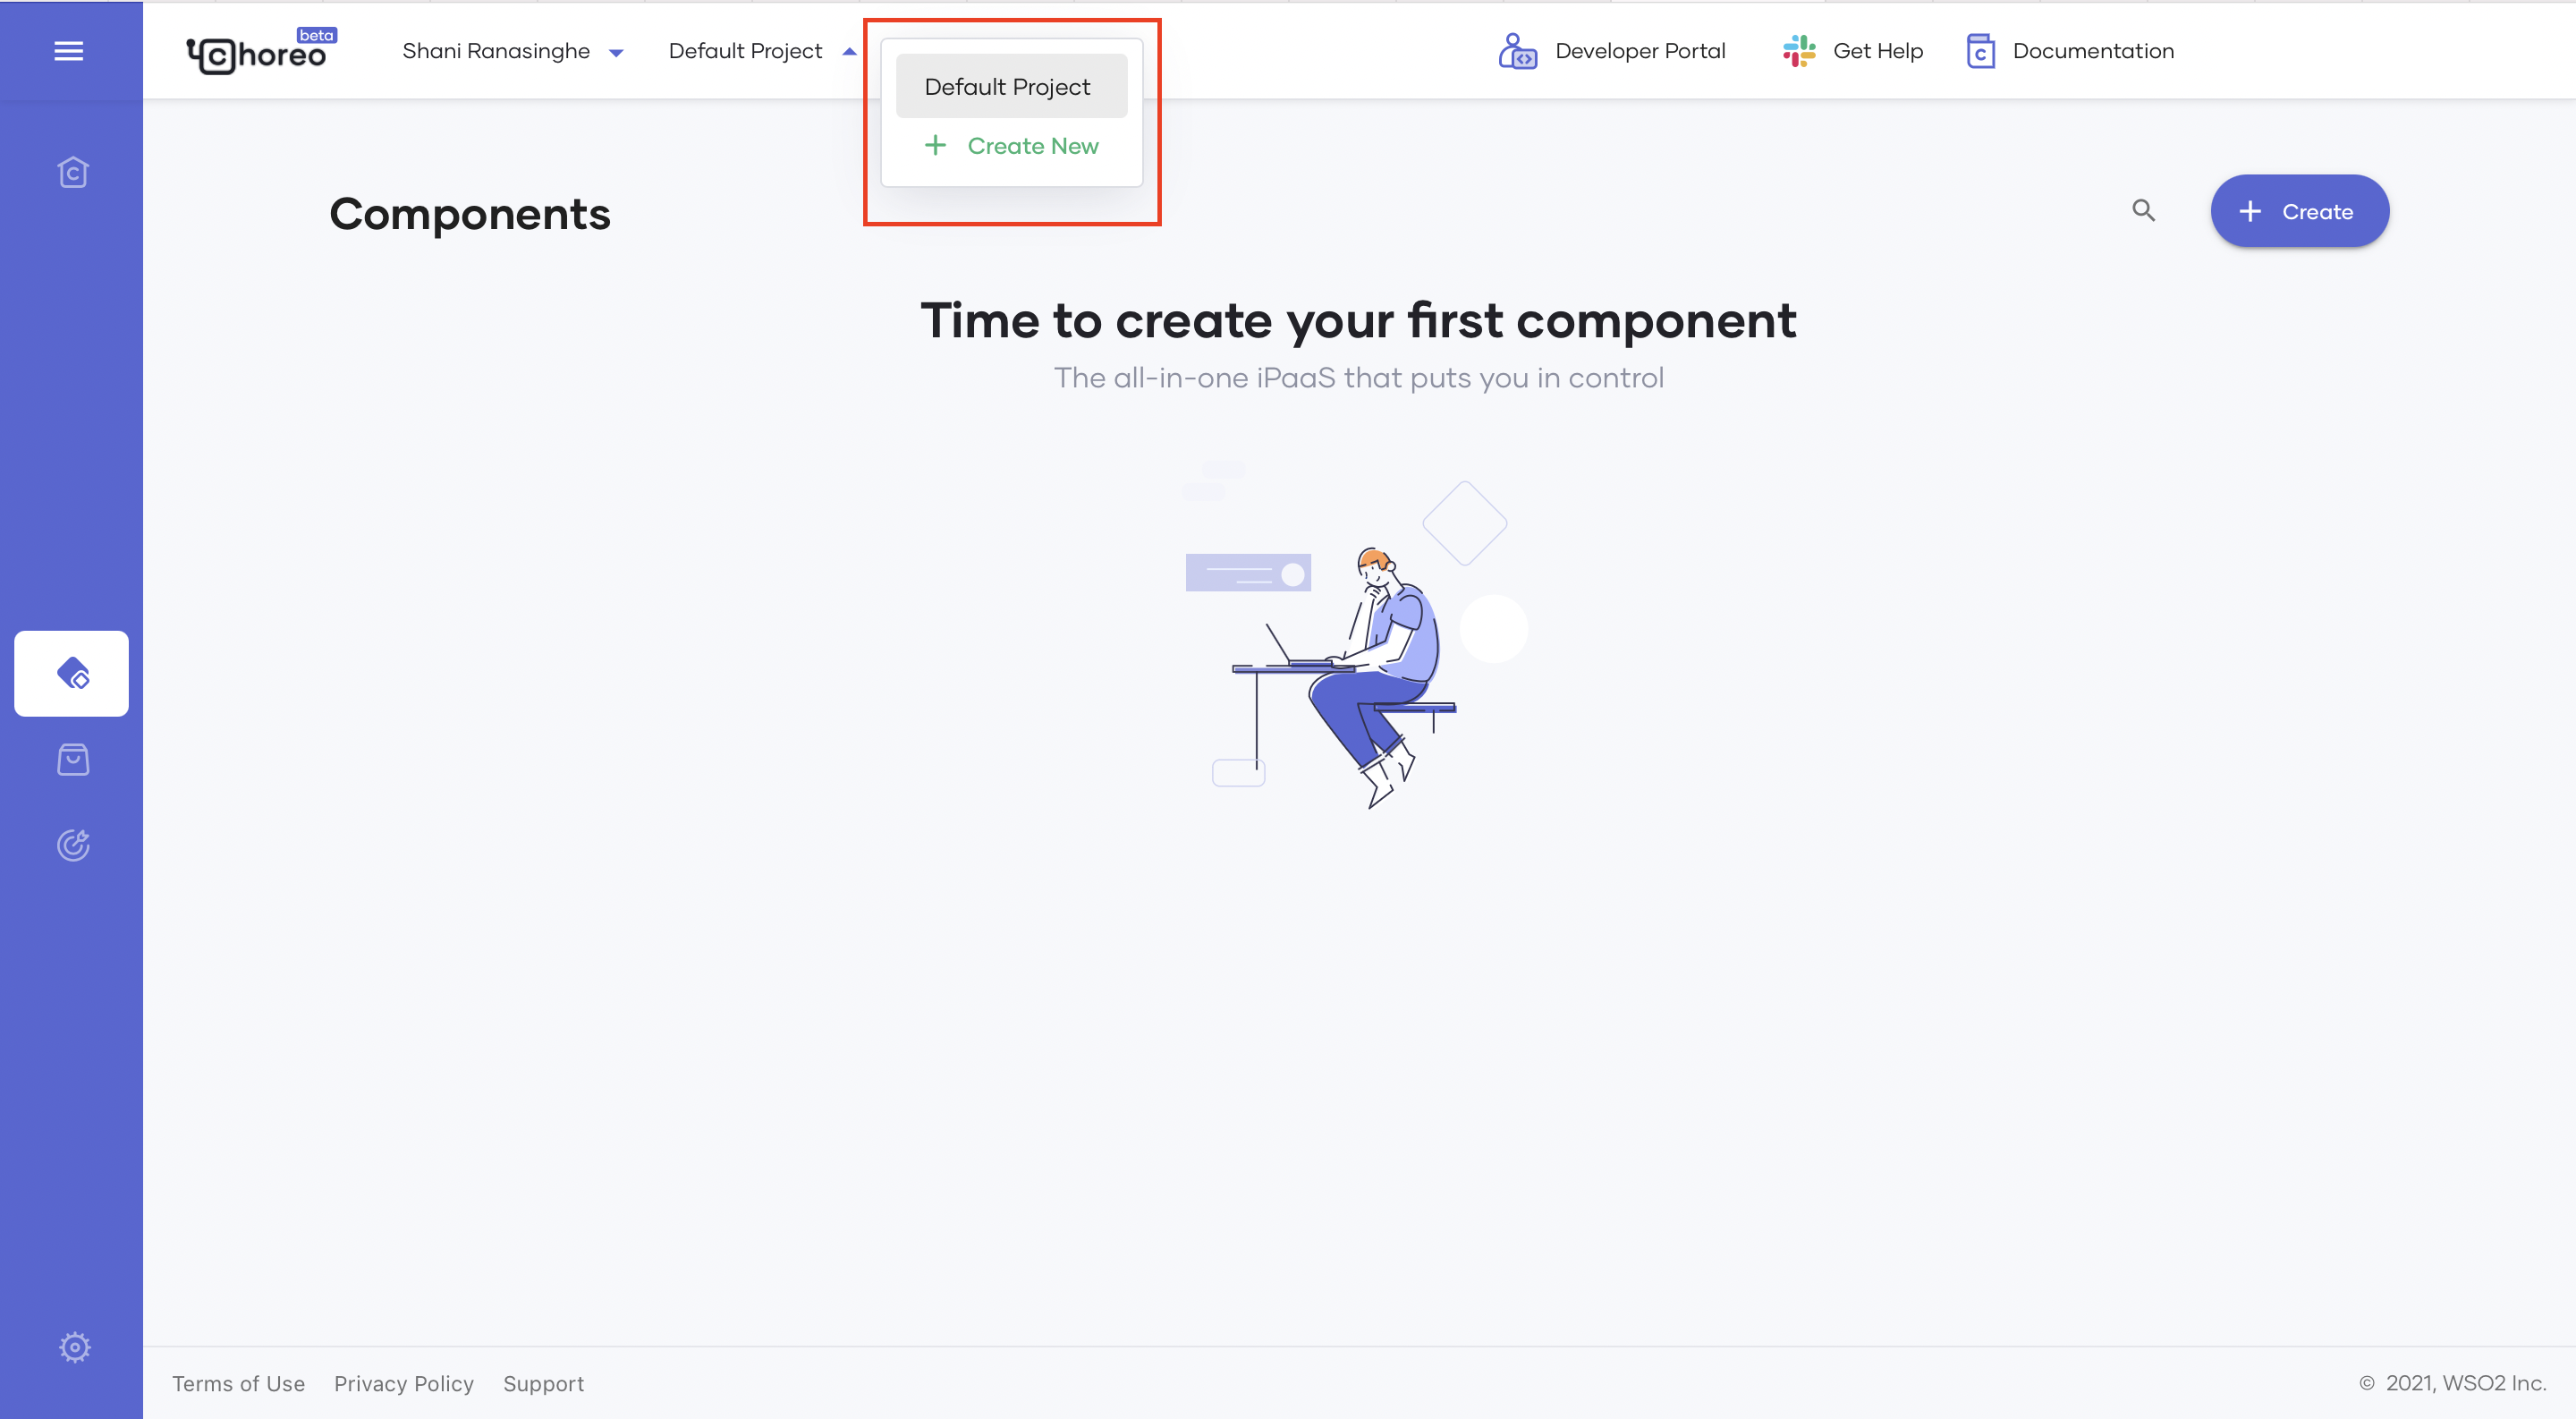 Choreo beta
Shani Ranasinghe
Default Project
Default Project
Create New
Developer Portal
Get Help
Documentation
Components
Create
Time to create your first component
The all-in-one iPaaS that puts you in control
Terms of Use
Privacy Policy
Support
© 2021, WSO2 Inc.